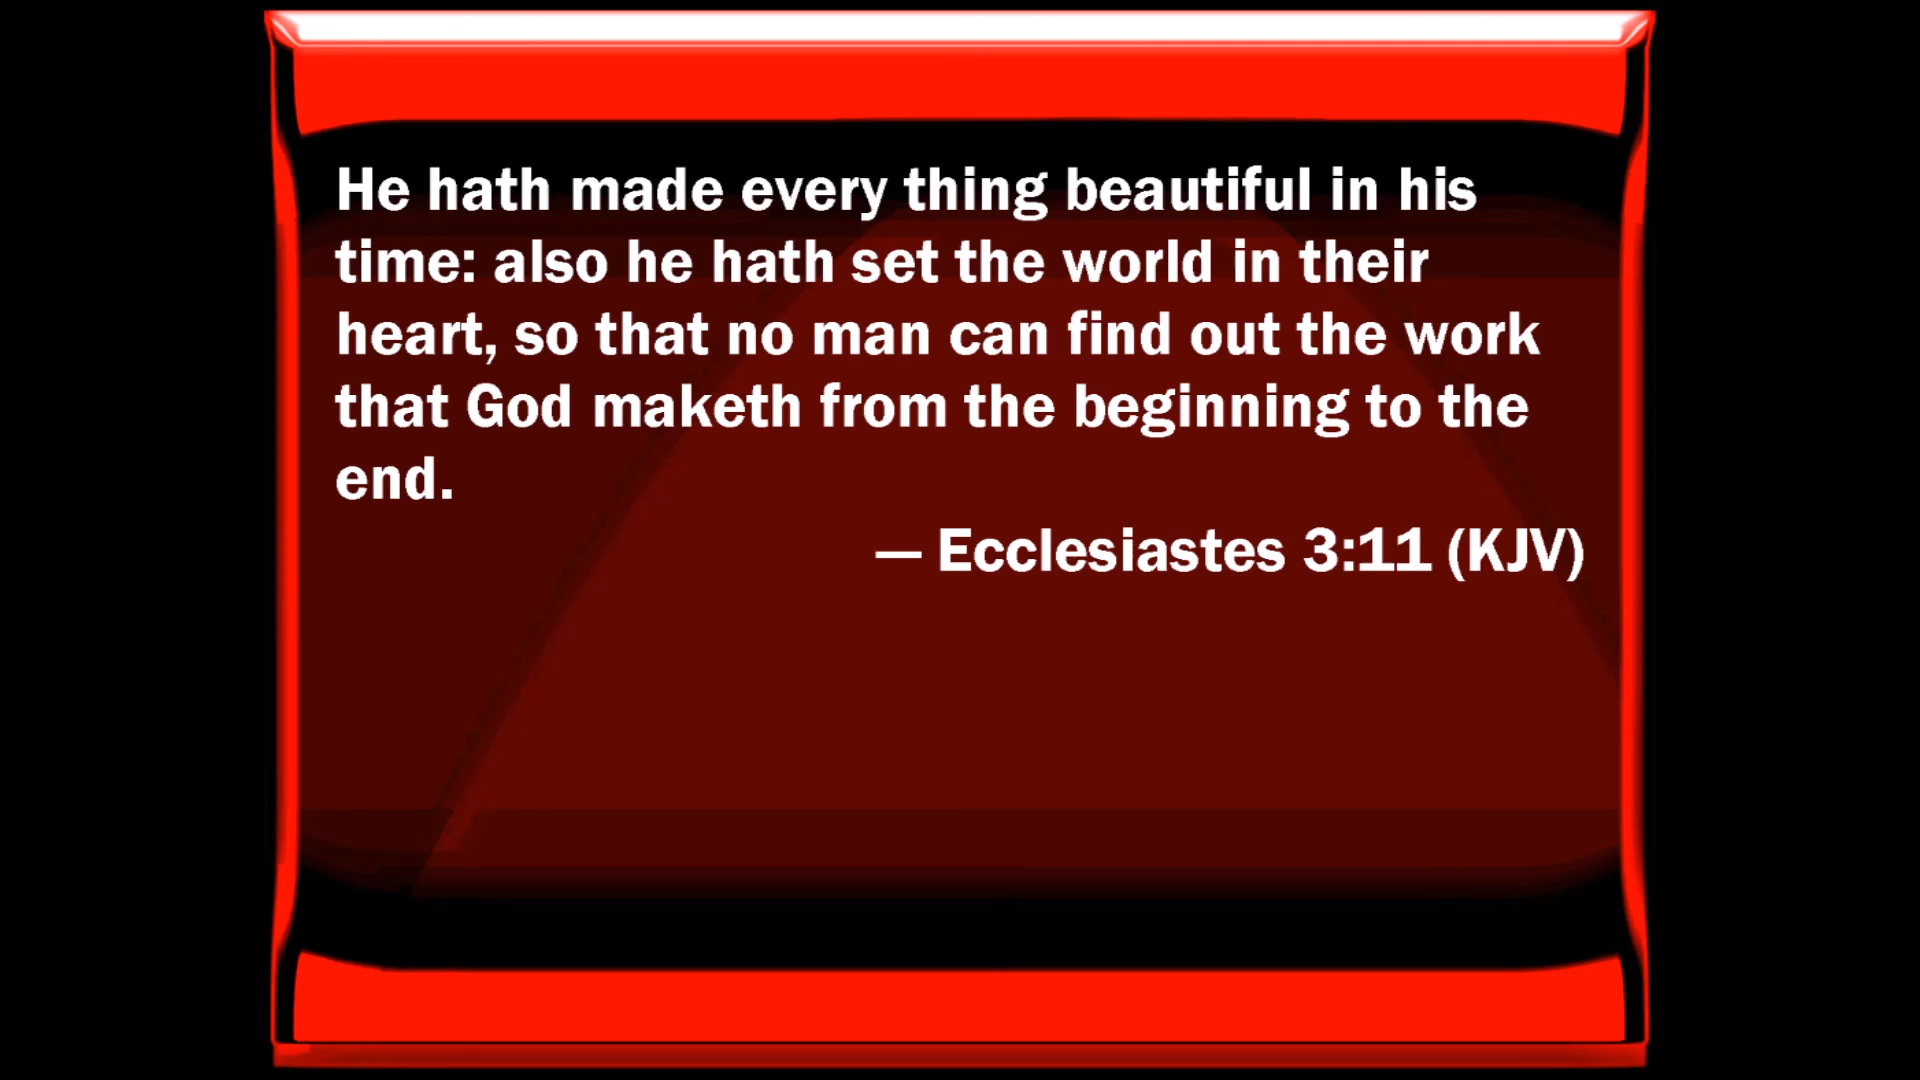 He hath made every thing beautiful in his
time: also he hath set the world in their
heart, so that no man can find out the work
that God maketh from the beginning to the
end.
— Ecclesiastes 3:11 (KJV)